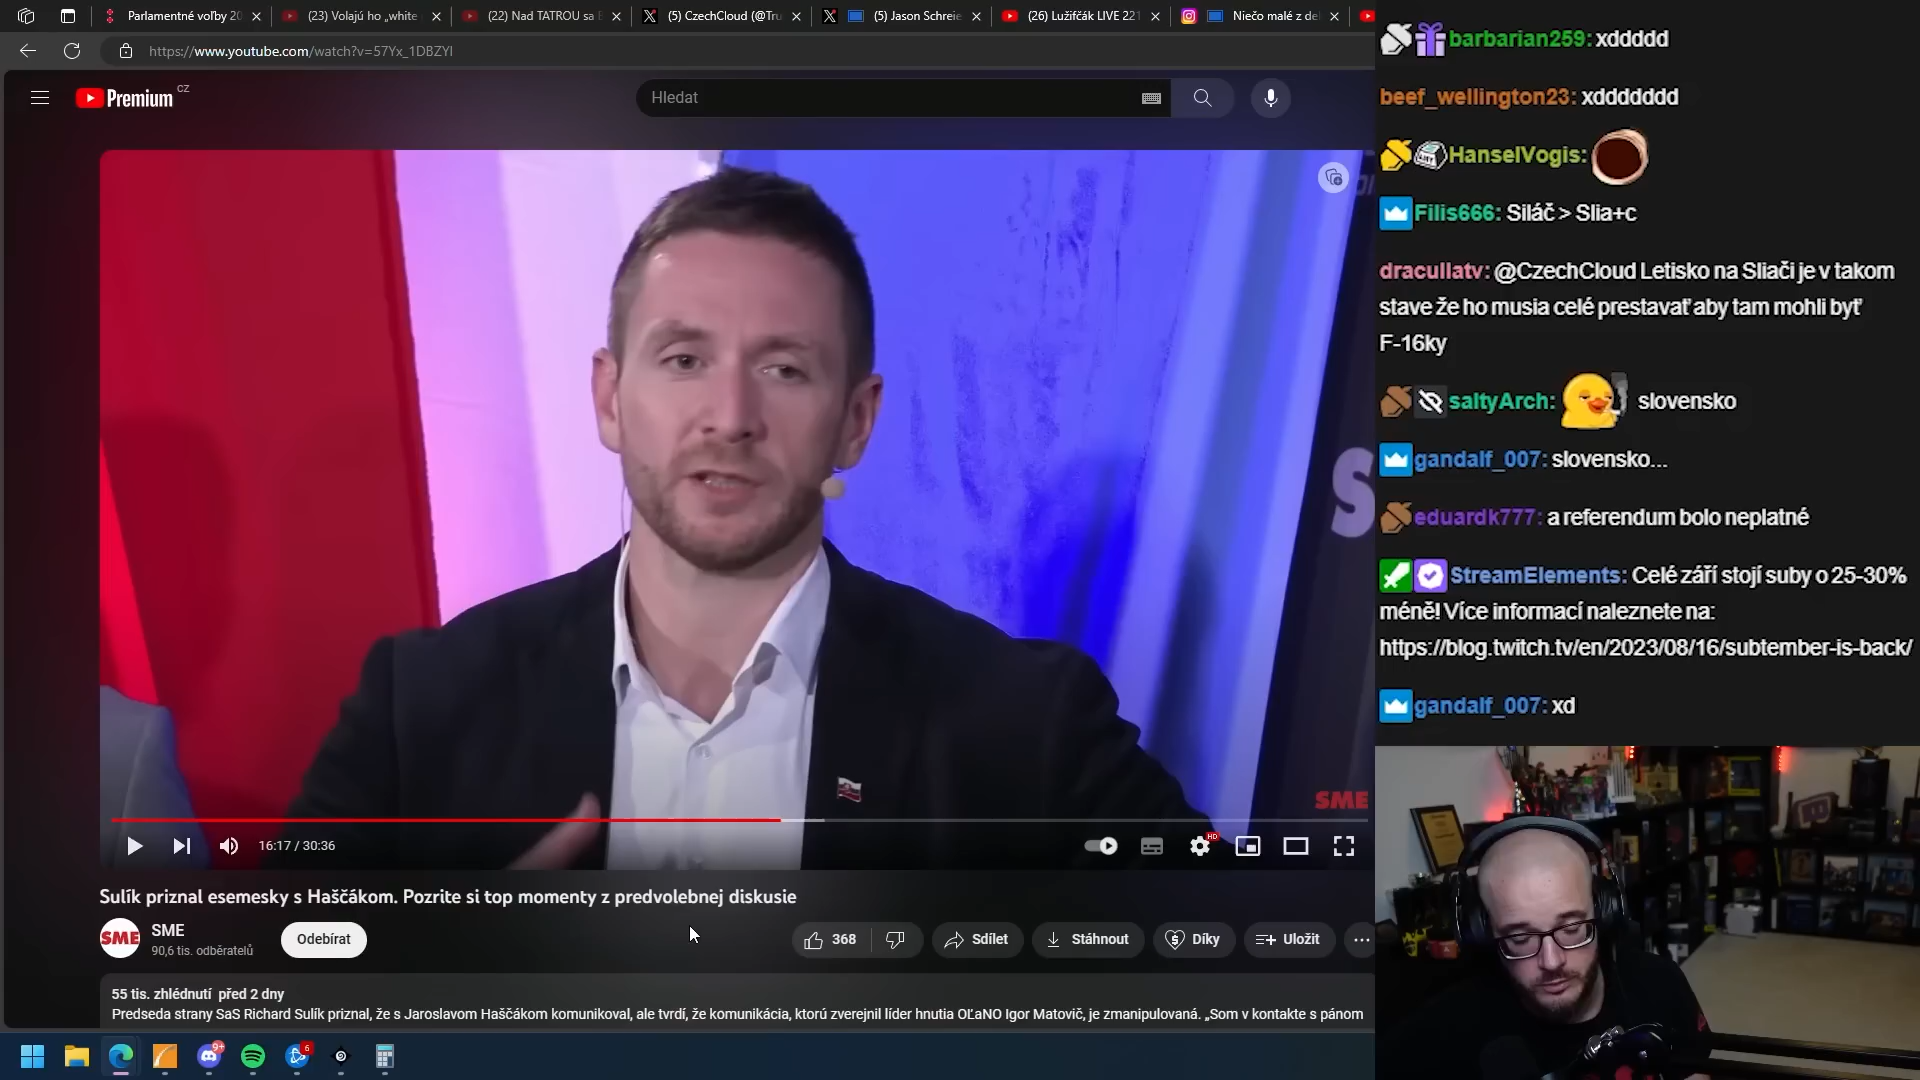 Parlamentné voľby 20
(23) Volajú ho „white
(22) Nad TATROU sa
(5) CzechCloud (@Tru
(5) Jason Schreie
(26) Lužifčák LIVE 221
Niečo malé z de
https://www.youtube.com/watch?v=57Yx_1DBZYI
Premium CZ
Hledat
SME
16:17 / 30:36
HD
Sulík priznal esemesky s Haščákom. Pozrite si top momenty z predvolebnej diskusie
SME
SME
90,6 tis. odběratelů
Odebírat
368
Sdílet
Stáhnout
Díky
Uložit
55 tis. zhlédnutí před 2 dny
Predseda strany SaS Richard Sulík priznal, že s Jaroslavom Haščákom komunikoval, ale tvrdí, že komunikácia, ktorú zverejnil líder hnutia OĽaNO Igor Matovič, je zmanipulovaná. „Som v kontakte s pánom
9+
6
barbarian259: xddddd
beef_wellington23: xddddddd
HanselVogis:
Filis666: Siláč > Slia+c
dracullatv: @CzechCloud Letisko na Sliači je v takom
stave že ho musia celé prestavať aby tam mohli byť
F-16ky
saltyArch: slovensko
gandalf_007: slovensko...
eduardk777: a referendum bolo neplatné
StreamElements: Celé září stojí suby o 25-30%
méně! Více informací naleznete na:
https://blog.twitch.tv/en/2023/08/16/subtember-is-back/
gandalf_007: xd